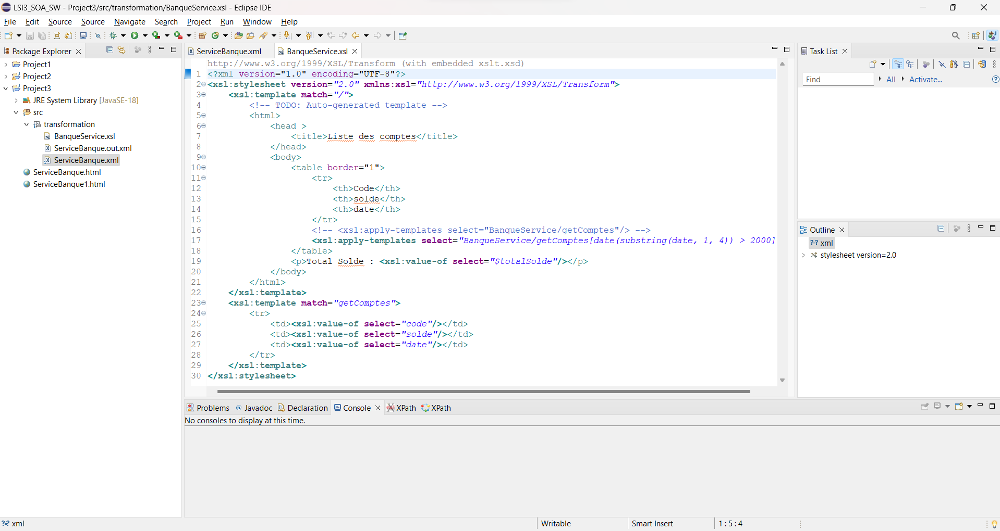 LSI3_SOA_SW - Project3/src/transformation/BanqueService.xsl - Eclipse IDE
File Edit Source Source Navigate Search Project Run Window Help
Package Explorer
Project1
Project2
Project3
JRE System Library [JavaSE-18]
src
transformation
BanqueService.xsl
ServiceBanque.out.xml
ServiceBanque.xml
ServiceBanque.html
ServiceBanque1.html
ServiceBanque.xml BanqueService.xsl
http://www.w3.org/1999/XSL/Transform (with embedded xslt.xsd)
1 <?xml version="1.0" encoding="UTF-8"?>
2 <xsl:stylesheet version="2.0" xmlns:xsl="http://www.w3.org/1999/XSL/Transform">
3 <xsl:template match="/">
4 <!-- TODO: Auto-generated template -->
5 <html>
6 <head >
7 <title>Liste des comptes</title>
8 </head>
9 <body>
10 <table border="1">
11 <tr>
12 <th>Code</th>
13 <th>solde</th>
14 <th>date</th>
15 </tr>
16 <!-- <xsl:apply-templates select="BanqueService/getComptes"/> -->
17 <xsl:apply-templates select="BanqueService/getComptes[date(substring(date, 1, 4)) > 2000]
18 </table>
19 <p>Total Solde : <xsl:value-of select="$totalSolde"/></p>
20 </body>
21 </html>
22 </xsl:template>
23 <xsl:template match="getComptes">
24 <tr>
25 <td><xsl:value-of select="code"/></td>
26 <td><xsl:value-of select="solde"/></td>
27 <td><xsl:value-of select="date"/></td>
28 </tr>
29 </xsl:template>
30 </xsl:stylesheet>
Task List
Find All Activate...
Outline
?=? xml
stylesheet version=2.0
Problems @ Javadoc Declaration Console XPath XPath
No consoles to display at this time.
?=? xml Writable Smart Insert 1 : 5 : 4